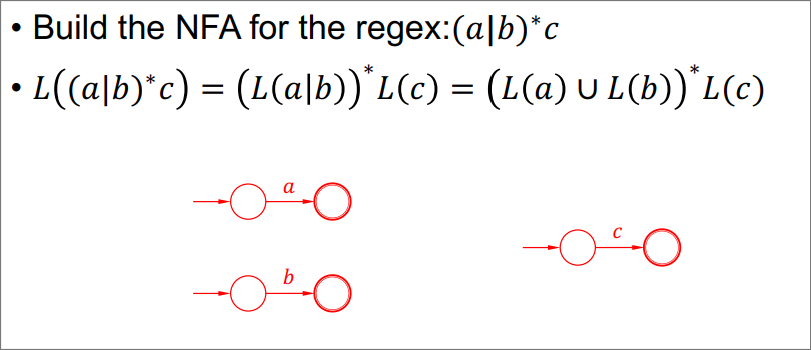 • Build the NFA for the regex:(a|b)*c
• L((a|b)*c) = (L(a|b))*L(c) = (L(a) ∪ L(b))*L(c)
a
c
b